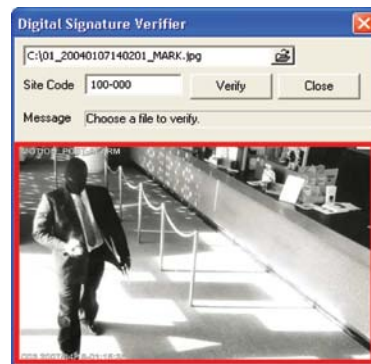 Digital Signature Verifier
C:\01_20040107140201_MARK.jpg
Site Code 100-000 Verify Close
Message Choose a file to verify.